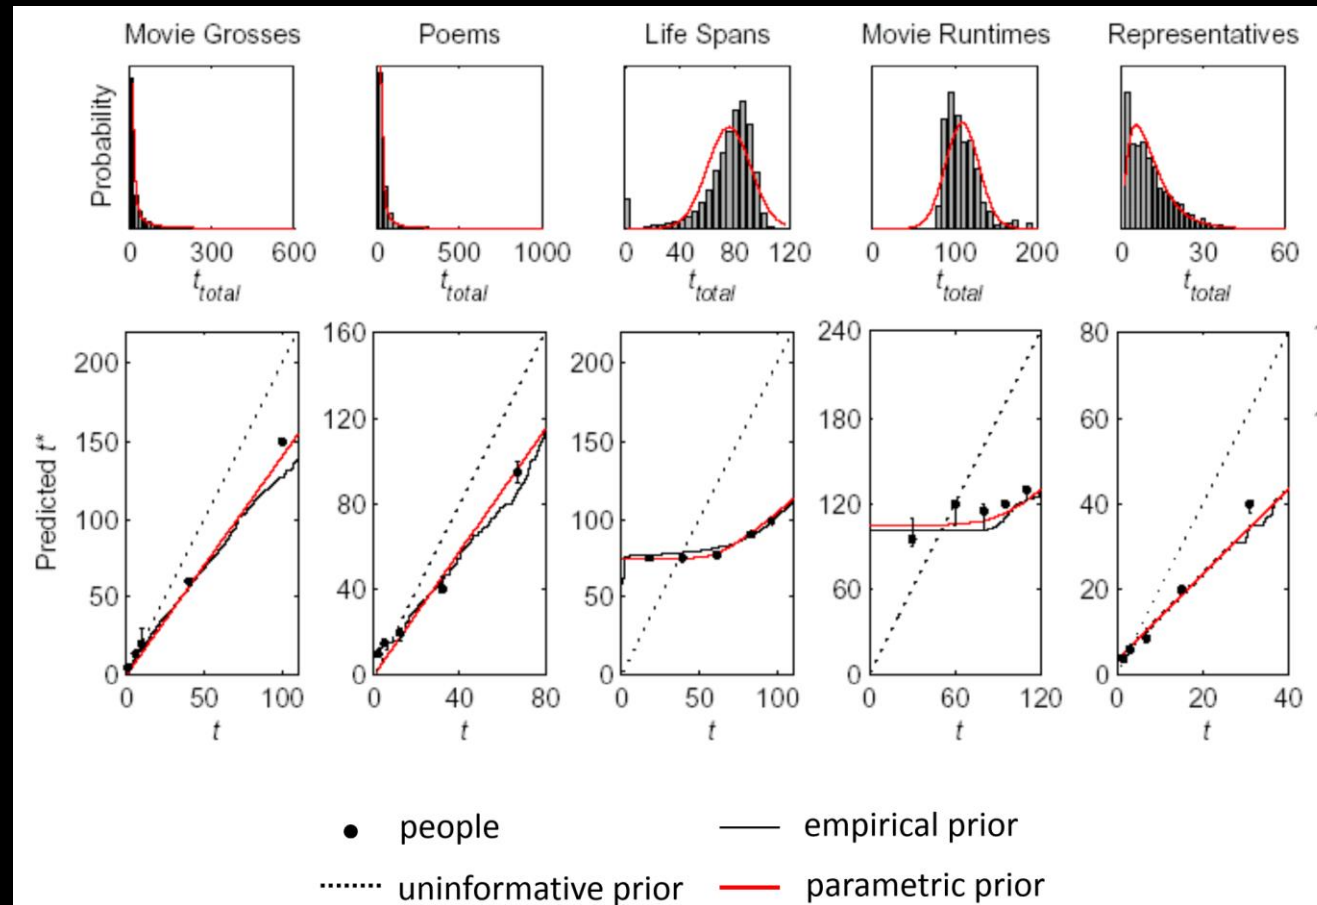 Movie Grosses Poems Life Spans Movie Runtimes Representatives
Probability
0 300 600 0 500 1000 0 40 80 120 0 100 200 0 30 60
t_total t_total t_total t_total t_total
Predicted t*
200
150
100
50
0
0 50 100
t
160
120
80
40
0
0 40 80
t
200
150
100
50
0
0 50 100
t
240
180
120
60
0
0 60 120
t
80
60
40
20
0
0 20 40
t
people empirical prior
uninformative prior parametric prior